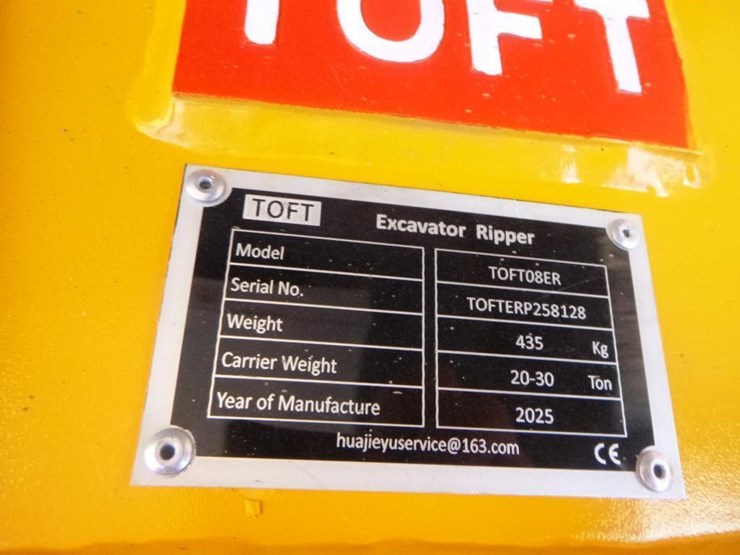 TOFT
TOFT Excavator Ripper
Model TOFT08ER
Serial No. TOFTERP258128
Weight 435 Kg
Carrier Weight 20-30 Ton
Year of Manufacture 2025
huajieyuservice@163.com CE